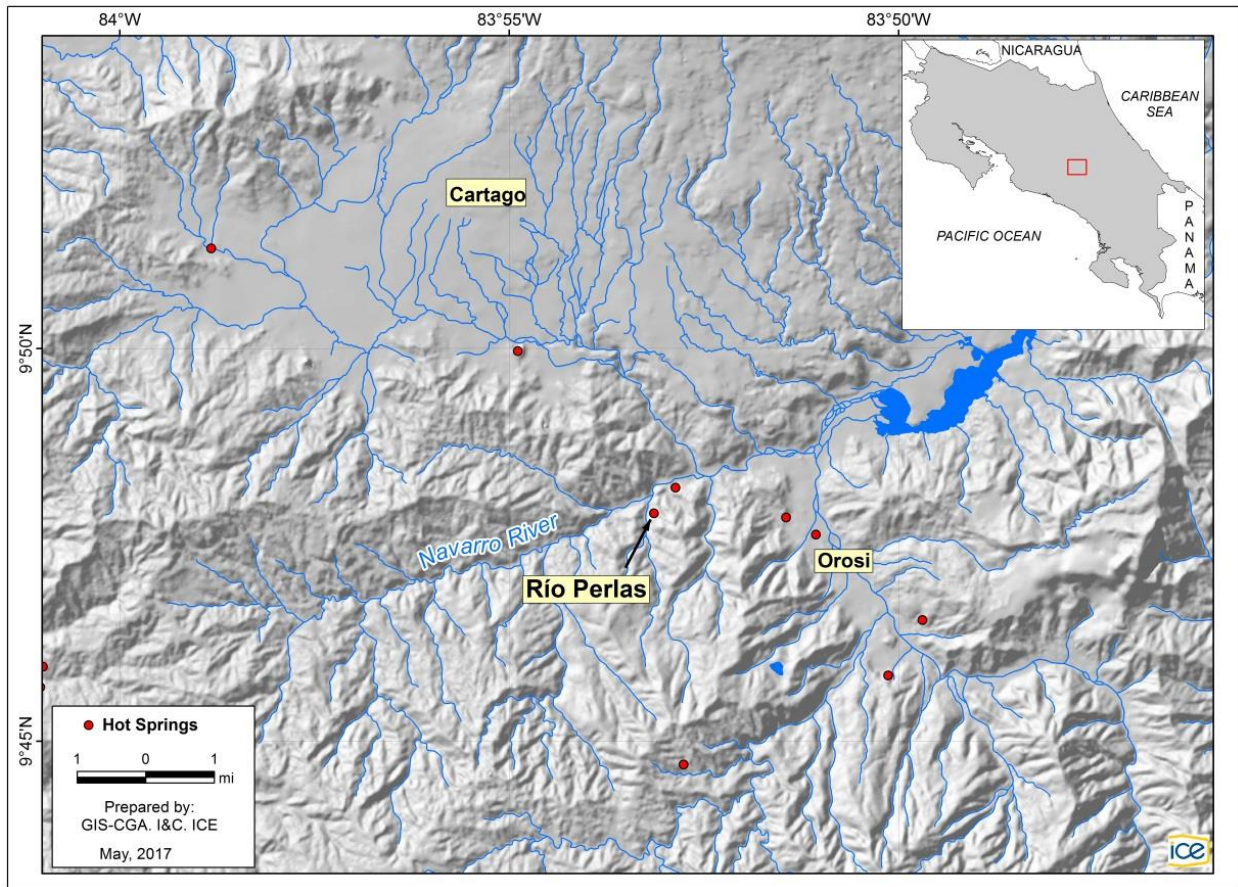 84°W
83°55'W
83°50'W
NICARAGUA
CARIBBEAN
SEA
PACIFIC OCEAN
PANAMA
Cartago
9°50'N
Navarro River
Río Perlas
Orosi
9°45'N
Hot Springs
1 0 1
mi
Prepared by:
GIS-CGA. I&C. ICE
May, 2017
ice